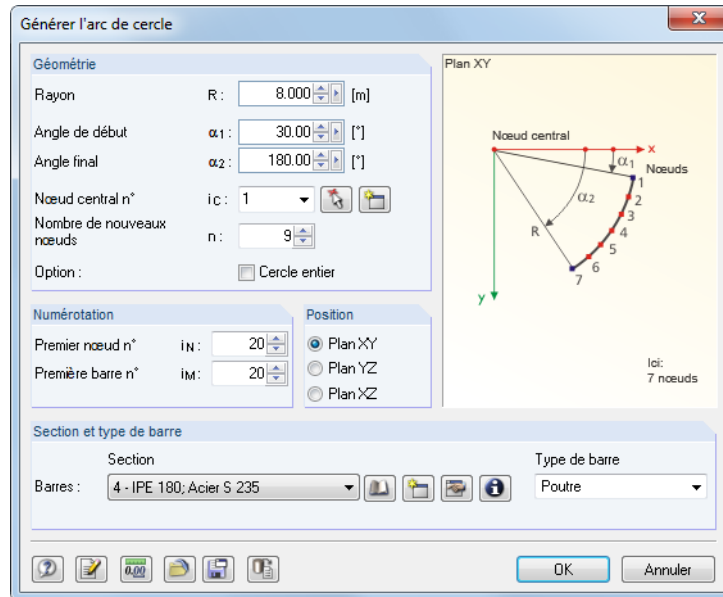 Générer l'arc de cercle
Géométrie
Rayon R : 8.000 [m]
Angle de début α1 : 30.00 [°]
Angle final α2 : 180.00 [°]
Nœud central n° iC : 1
Nombre de nouveaux nœuds n : 9
Option : Cercle entier
Numérotation
Premier nœud n° iN : 20
Première barre n° iM : 20
Position
Plan XY
Plan YZ
Plan XZ
Plan XY
Nœud central
x
α1
Nœuds
α2
R
1
2
3
4
5
6
7
y
Ici:
7 nœuds
Section et type de barre
Section
Type de barre
Barres : 4 - IPE 180; Acier S 235
Poutre
0.00
OK
Annuler